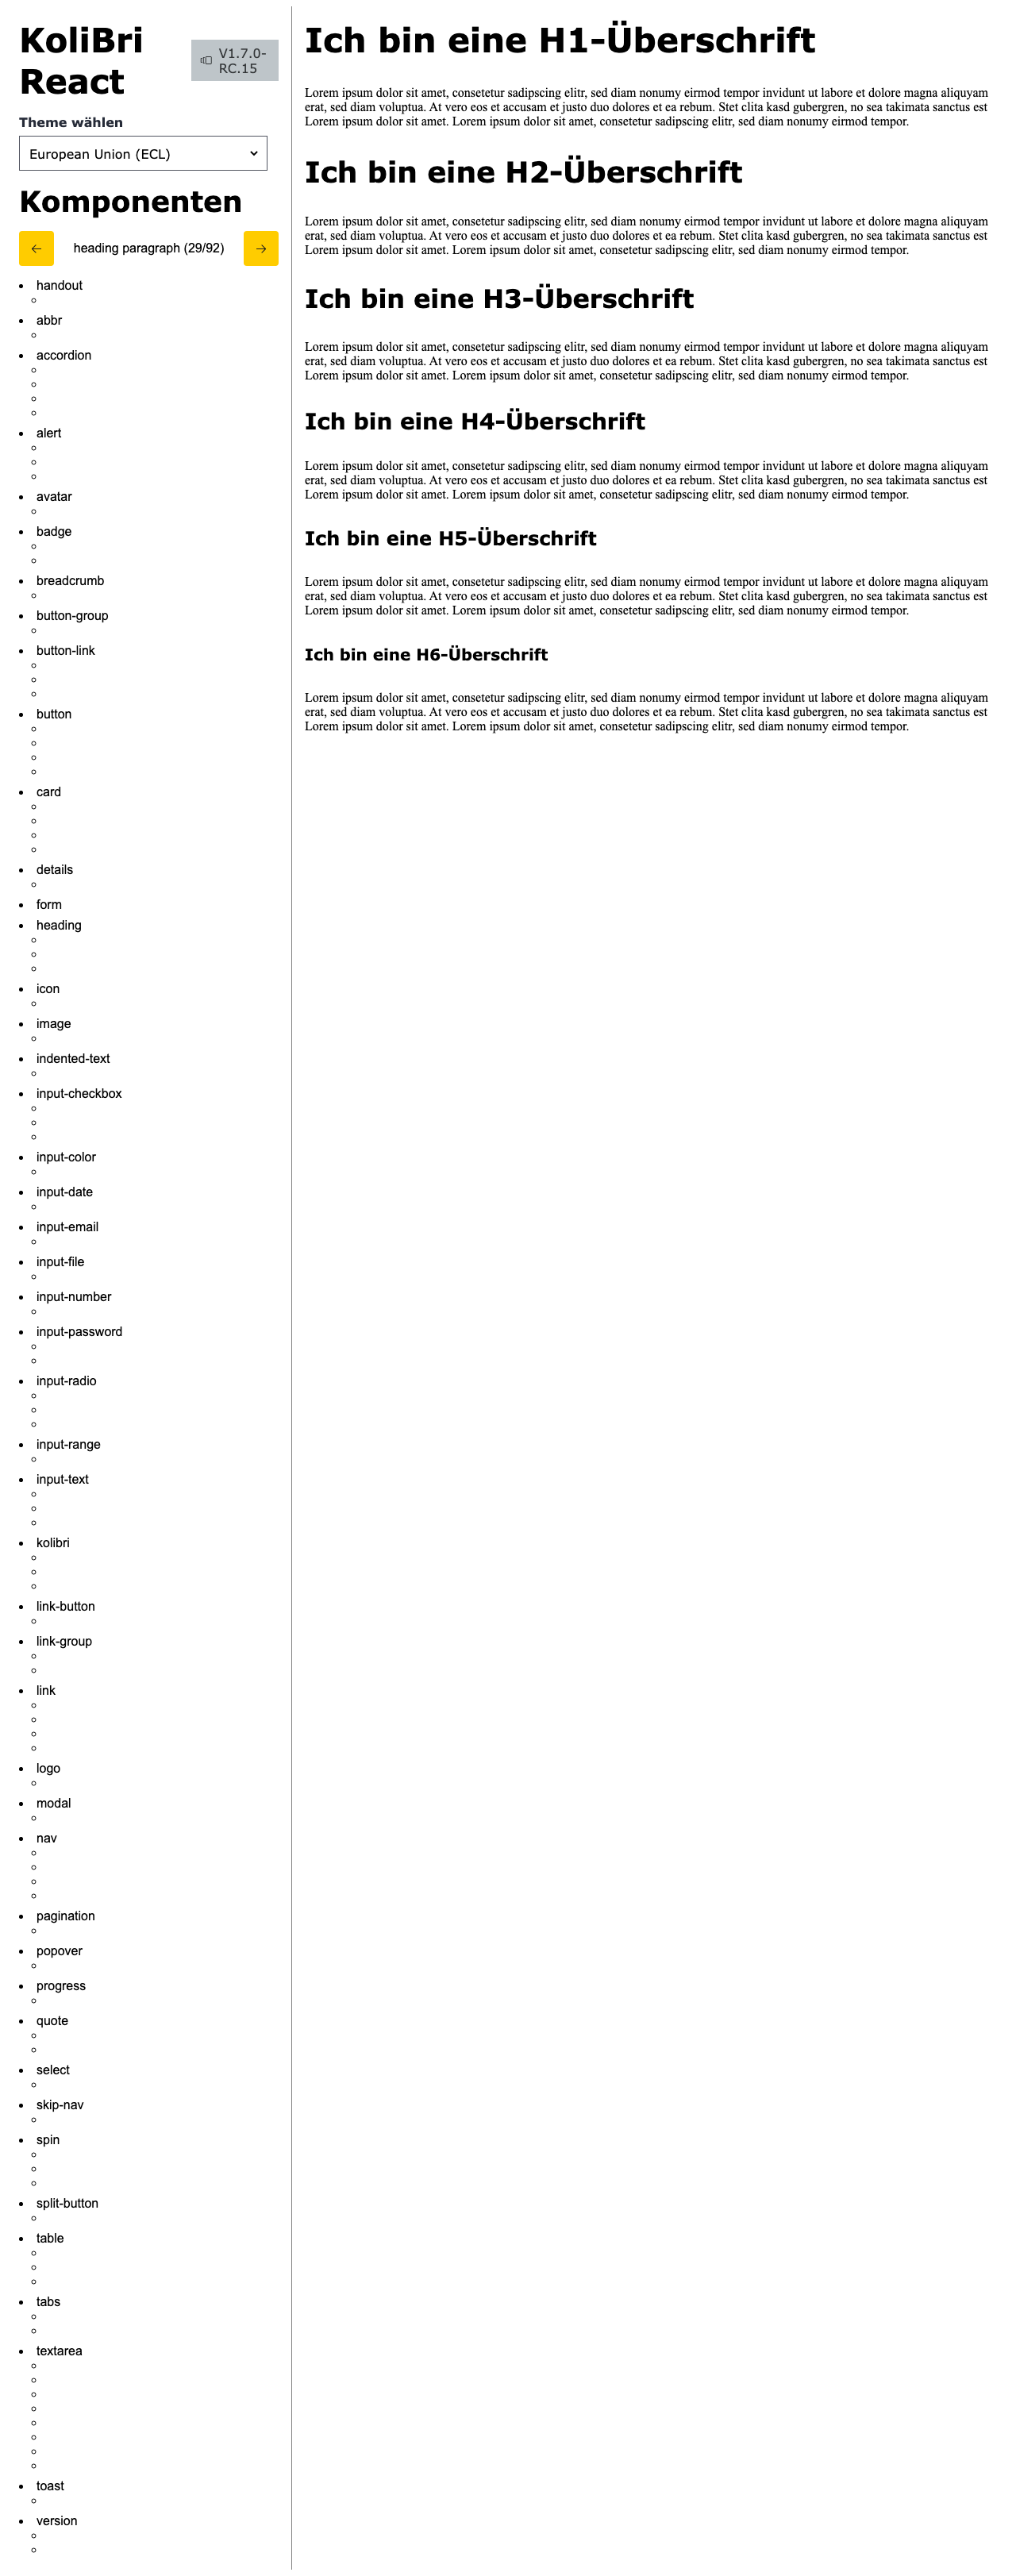 KoliBri
React
V1.7.0-
RC.15
Theme wählen
European Union (ECL)
Komponenten
heading paragraph (29/92)
handout
abbr
accordion
alert
avatar
badge
breadcrumb
button-group
button-link
button
card
details
form
heading
icon
image
indented-text
input-checkbox
input-color
input-date
input-email
input-file
input-number
input-password
input-radio
input-range
input-text
kolibri
link-button
link-group
link
logo
modal
nav
pagination
popover
progress
quote
select
skip-nav
spin
split-button
table
tabs
textarea
toast
version
Ich bin eine H1-Überschrift
Lorem ipsum dolor sit amet, consetetur sadipscing elitr, sed diam nonumy eirmod tempor invidunt ut labore et dolore magna aliquyam
erat, sed diam voluptua. At vero eos et accusam et justo duo dolores et ea rebum. Stet clita kasd gubergren, no sea takimata sanctus est
Lorem ipsum dolor sit amet. Lorem ipsum dolor sit amet, consetetur sadipscing elitr, sed diam nonumy eirmod tempor.
Ich bin eine H2-Überschrift
Lorem ipsum dolor sit amet, consetetur sadipscing elitr, sed diam nonumy eirmod tempor invidunt ut labore et dolore magna aliquyam
erat, sed diam voluptua. At vero eos et accusam et justo duo dolores et ea rebum. Stet clita kasd gubergren, no sea takimata sanctus est
Lorem ipsum dolor sit amet. Lorem ipsum dolor sit amet, consetetur sadipscing elitr, sed diam nonumy eirmod tempor.
Ich bin eine H3-Überschrift
Lorem ipsum dolor sit amet, consetetur sadipscing elitr, sed diam nonumy eirmod tempor invidunt ut labore et dolore magna aliquyam
erat, sed diam voluptua. At vero eos et accusam et justo duo dolores et ea rebum. Stet clita kasd gubergren, no sea takimata sanctus est
Lorem ipsum dolor sit amet. Lorem ipsum dolor sit amet, consetetur sadipscing elitr, sed diam nonumy eirmod tempor.
Ich bin eine H4-Überschrift
Lorem ipsum dolor sit amet, consetetur sadipscing elitr, sed diam nonumy eirmod tempor invidunt ut labore et dolore magna aliquyam
erat, sed diam voluptua. At vero eos et accusam et justo duo dolores et ea rebum. Stet clita kasd gubergren, no sea takimata sanctus est
Lorem ipsum dolor sit amet. Lorem ipsum dolor sit amet, consetetur sadipscing elitr, sed diam nonumy eirmod tempor.
Ich bin eine H5-Überschrift
Lorem ipsum dolor sit amet, consetetur sadipscing elitr, sed diam nonumy eirmod tempor invidunt ut labore et dolore magna aliquyam
erat, sed diam voluptua. At vero eos et accusam et justo duo dolores et ea rebum. Stet clita kasd gubergren, no sea takimata sanctus est
Lorem ipsum dolor sit amet. Lorem ipsum dolor sit amet, consetetur sadipscing elitr, sed diam nonumy eirmod tempor.
Ich bin eine H6-Überschrift
Lorem ipsum dolor sit amet, consetetur sadipscing elitr, sed diam nonumy eirmod tempor invidunt ut labore et dolore magna aliquyam
erat, sed diam voluptua. At vero eos et accusam et justo duo dolores et ea rebum. Stet clita kasd gubergren, no sea takimata sanctus est
Lorem ipsum dolor sit amet. Lorem ipsum dolor sit amet, consetetur sadipscing elitr, sed diam nonumy eirmod tempor.